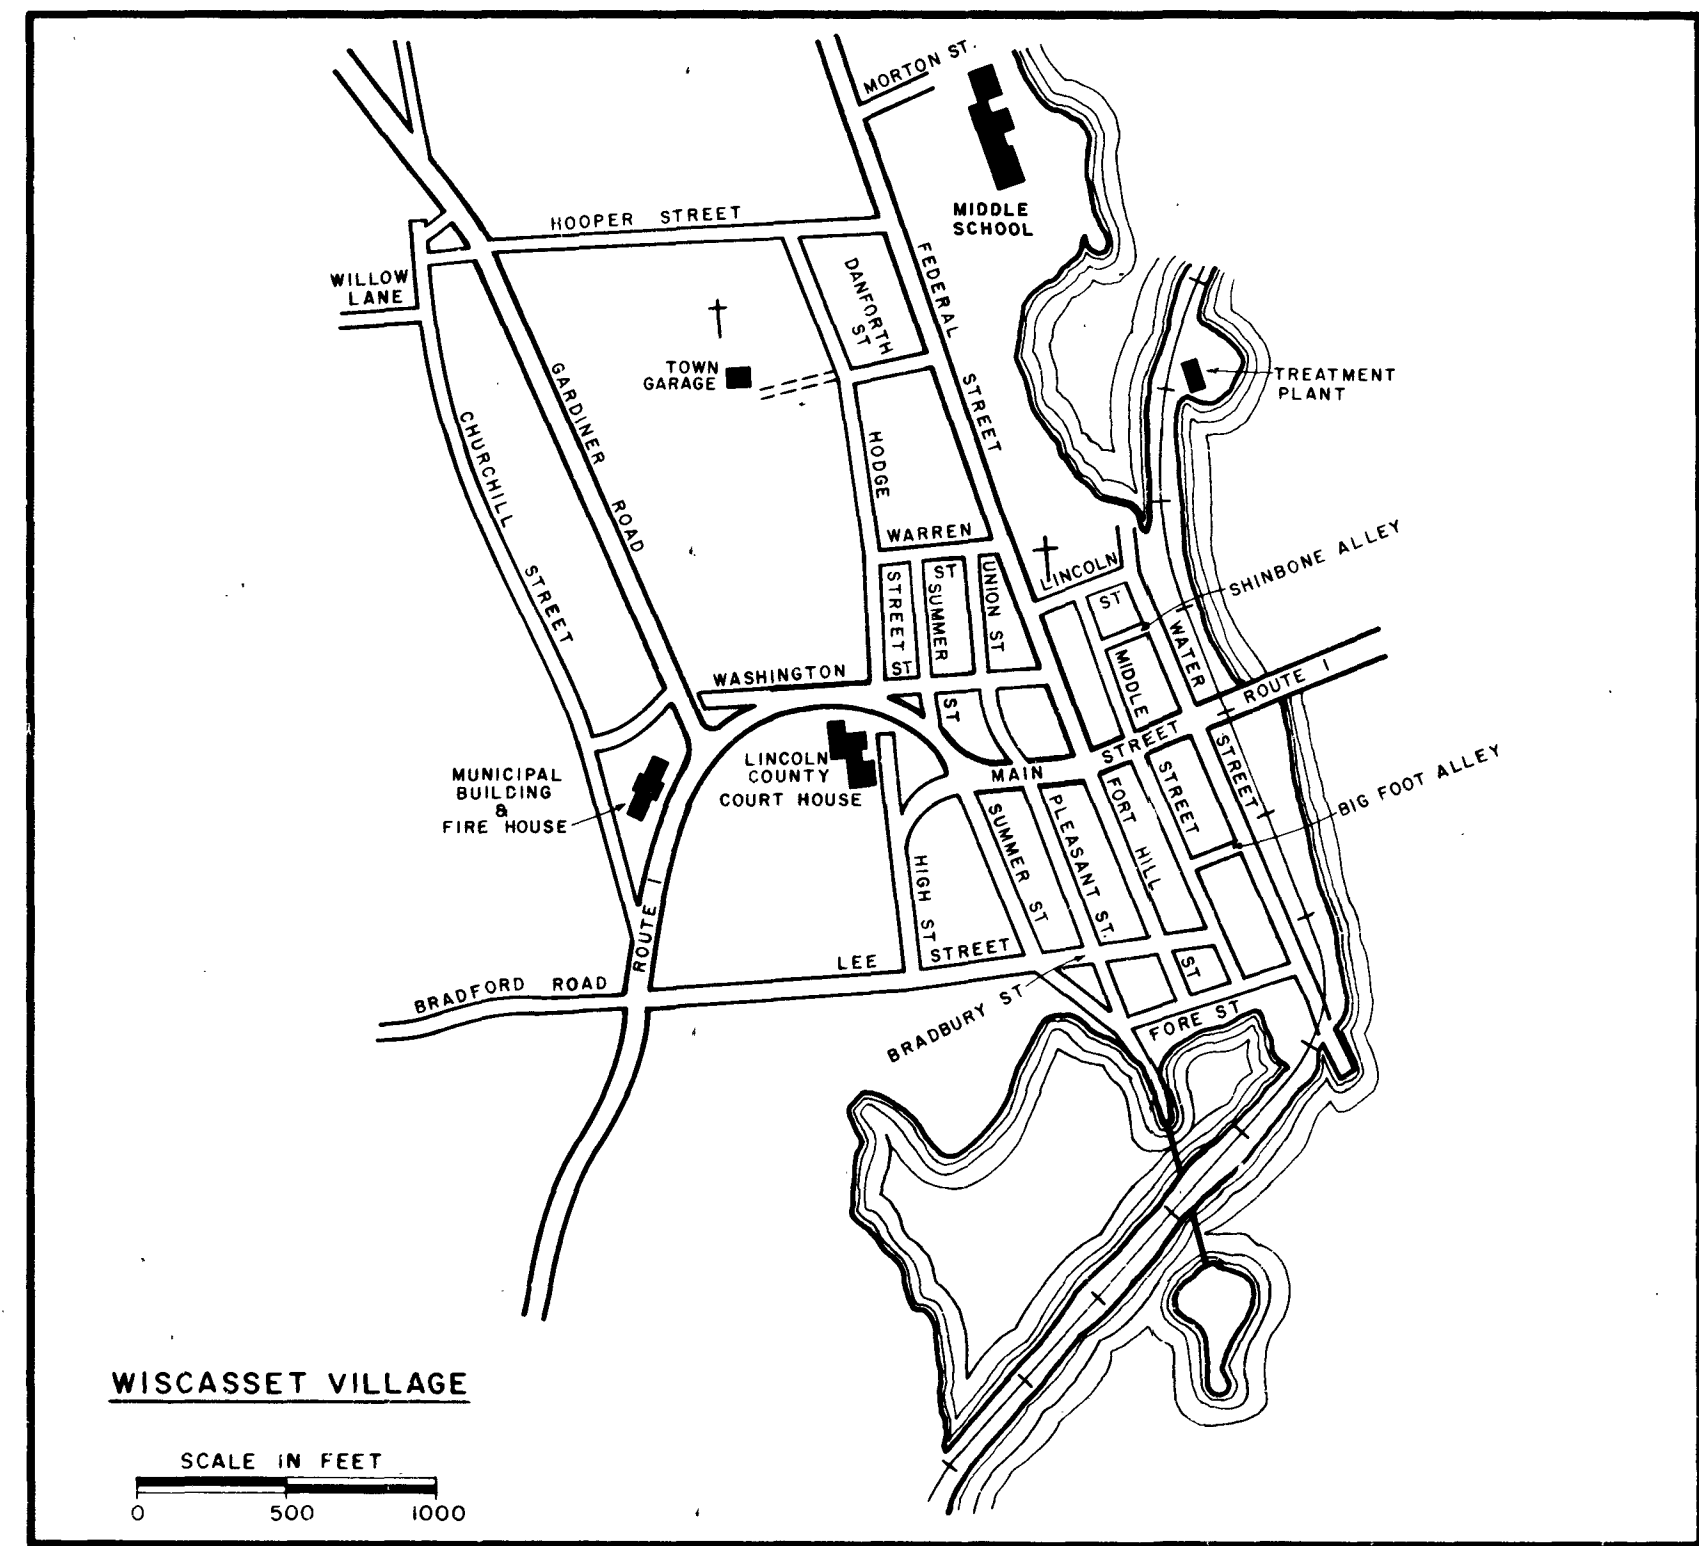 MORTON ST.
MIDDLE
SCHOOL
HOOPER STREET
WILLOW
LANE
DANFORTH
ST
FEDERAL
STREET
TOWN
GARAGE
TREATMENT
PLANT
GARDINER
ROAD
CHURCHILL
STREET
HODGE
STREET
WARREN
ST
SUMMER
ST
UNION ST
LINCOLN
ST
SHINBONE ALLEY
WASHINGTON
ST
MIDDLE
STREET
WATER
STREET
ROUTE 1
MAIN
STREET
LINCOLN
COUNTY
COURT HOUSE
MUNICIPAL
BUILDING
&
FIRE HOUSE
BIG FOOT ALLEY
SUMMER ST
PLEASANT ST.
FORT HILL
ST
HIGH ST
ROUTE 1
LEE STREET
BRADFORD ROAD
BRADBURY ST
FORE ST
WISCASSET VILLAGE
SCALE IN FEET
0 500 1000